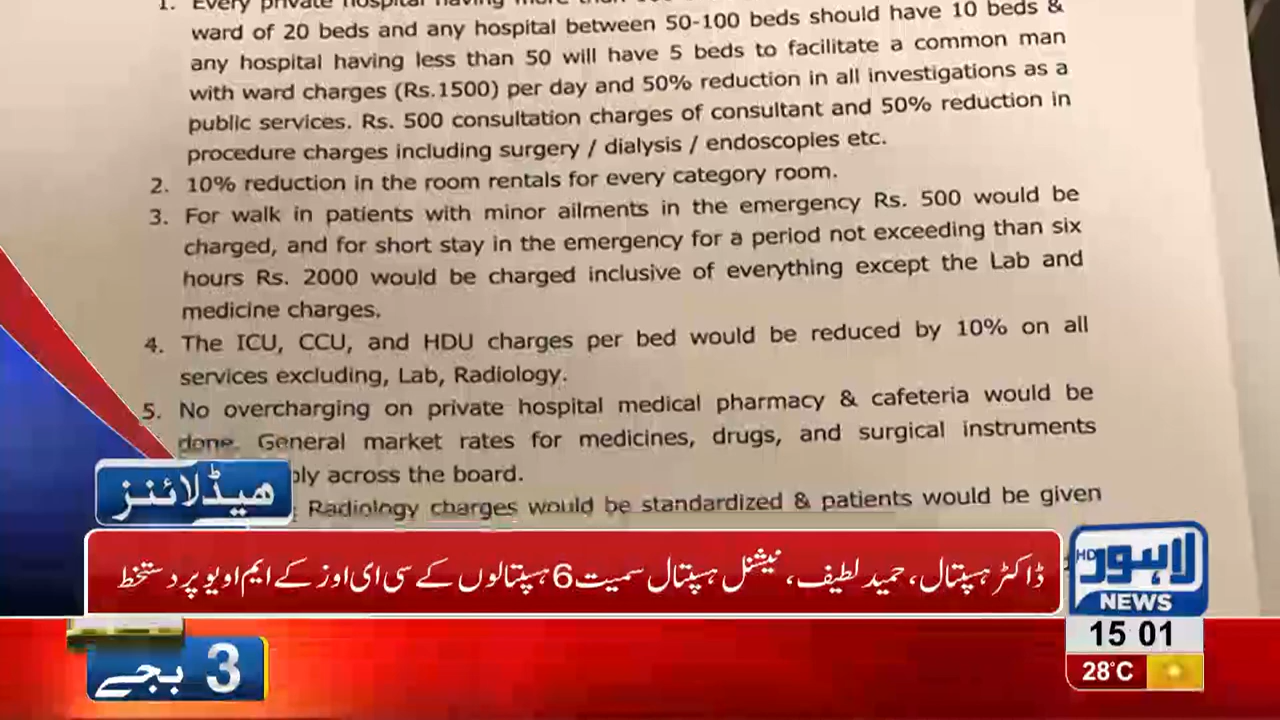 1. Every private hospital having more than
ward of 20 beds and any hospital between 50-100 beds should have 10 beds &
any hospital having less than 50 will have 5 beds to facilitate a common man
with ward charges (Rs.1500) per day and 50% reduction in all investigations as a
public services. Rs. 500 consultation charges of consultant and 50% reduction in
procedure charges including surgery / dialysis / endoscopies etc.
2. 10% reduction in the room rentals for every category room.
3. For walk in patients with minor ailments in the emergency Rs. 500 would be
charged, and for short stay in the emergency for a period not exceeding than six
hours Rs. 2000 would be charged inclusive of everything except the Lab and
medicine charges.
4. The ICU, CCU, and HDU charges per bed would be reduced by 10% on all
services excluding, Lab, Radiology.
5. No overcharging on private hospital medical pharmacy & cafeteria would be
done. General market rates for medicines, drugs, and surgical instruments
bly across the board.
Radiology charges would be standardized & patients would be given
ہیڈلائنز
ڈاکٹر ہسپتال، حمید لطیف، نیشنل ہسپتال سمیت 6 ہسپتالوں کے سی ای اوز کے ایم او یو پر دستخط
لاہور HD
NEWS
15 01
28°C
3 بجے